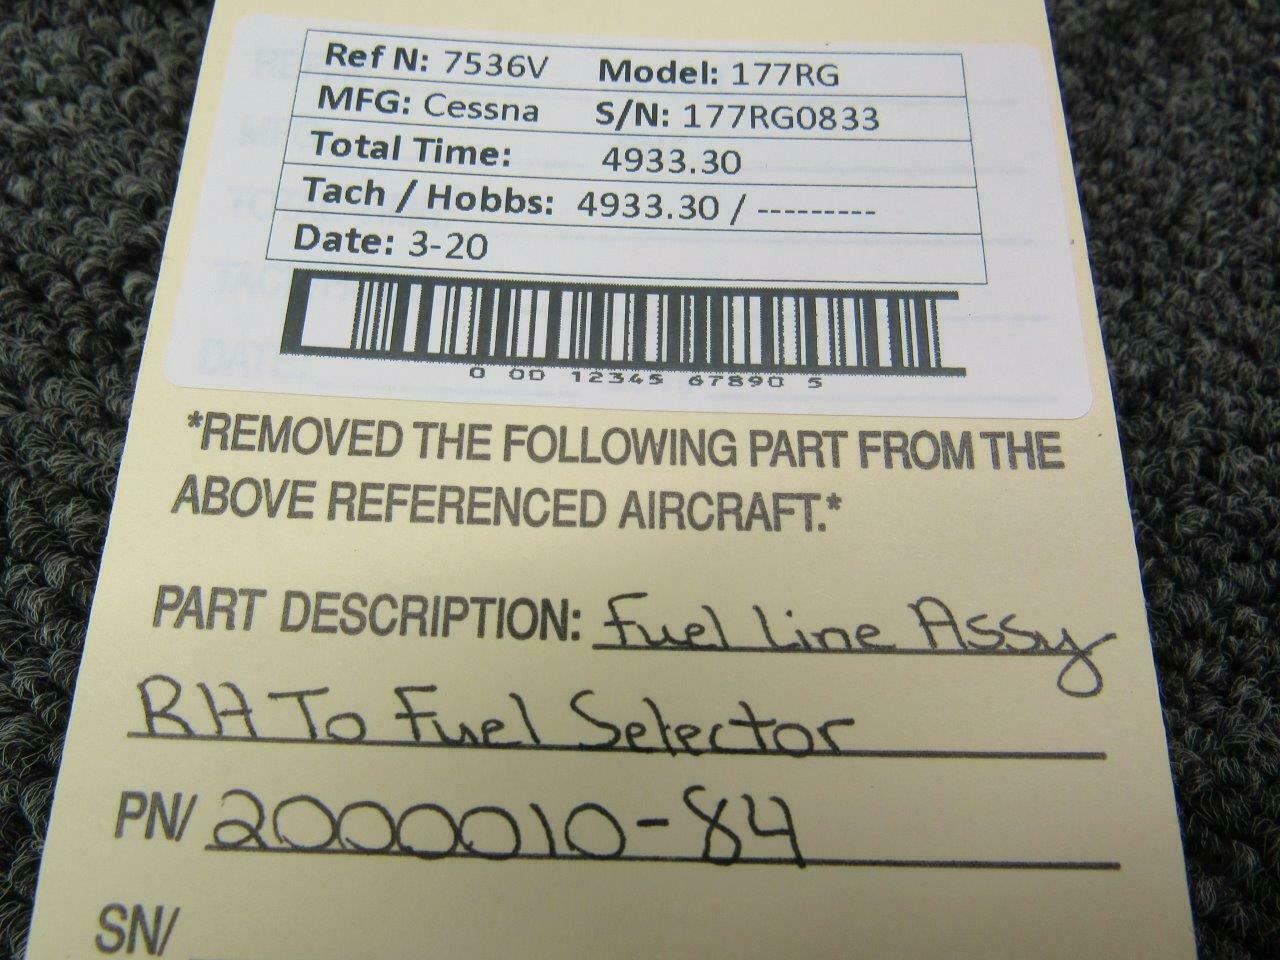 Ref N: 7536V Model: 177RG
MFG: Cessna S/N: 177RG0833
Total Time: 4933.30
Tach / Hobbs: 4933.30 / ---------
Date: 3-20
0 00 12345 67890 5
*REMOVED THE FOLLOWING PART FROM THE
ABOVE REFERENCED AIRCRAFT.*
PART DESCRIPTION: Fuel Line Assy
RH To Fuel Selector
PN/ 2000010-84
SN/